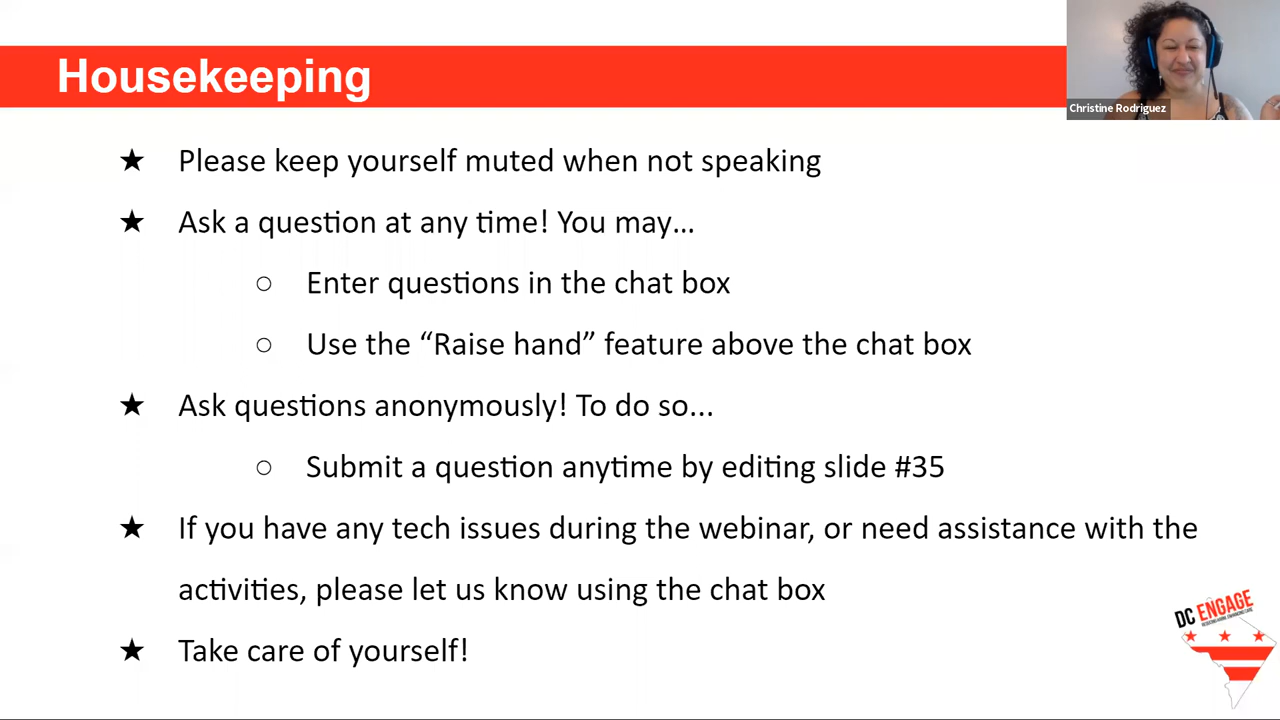 Housekeeping
Christine Rodriguez
★ Please keep yourself muted when not speaking
★ Ask a question at any time! You may...
○ Enter questions in the chat box
○ Use the “Raise hand” feature above the chat box
★ Ask questions anonymously! To do so...
○ Submit a question anytime by editing slide #35
★ If you have any tech issues during the webinar, or need assistance with the
activities, please let us know using the chat box
★ Take care of yourself!
DC ENGAGE